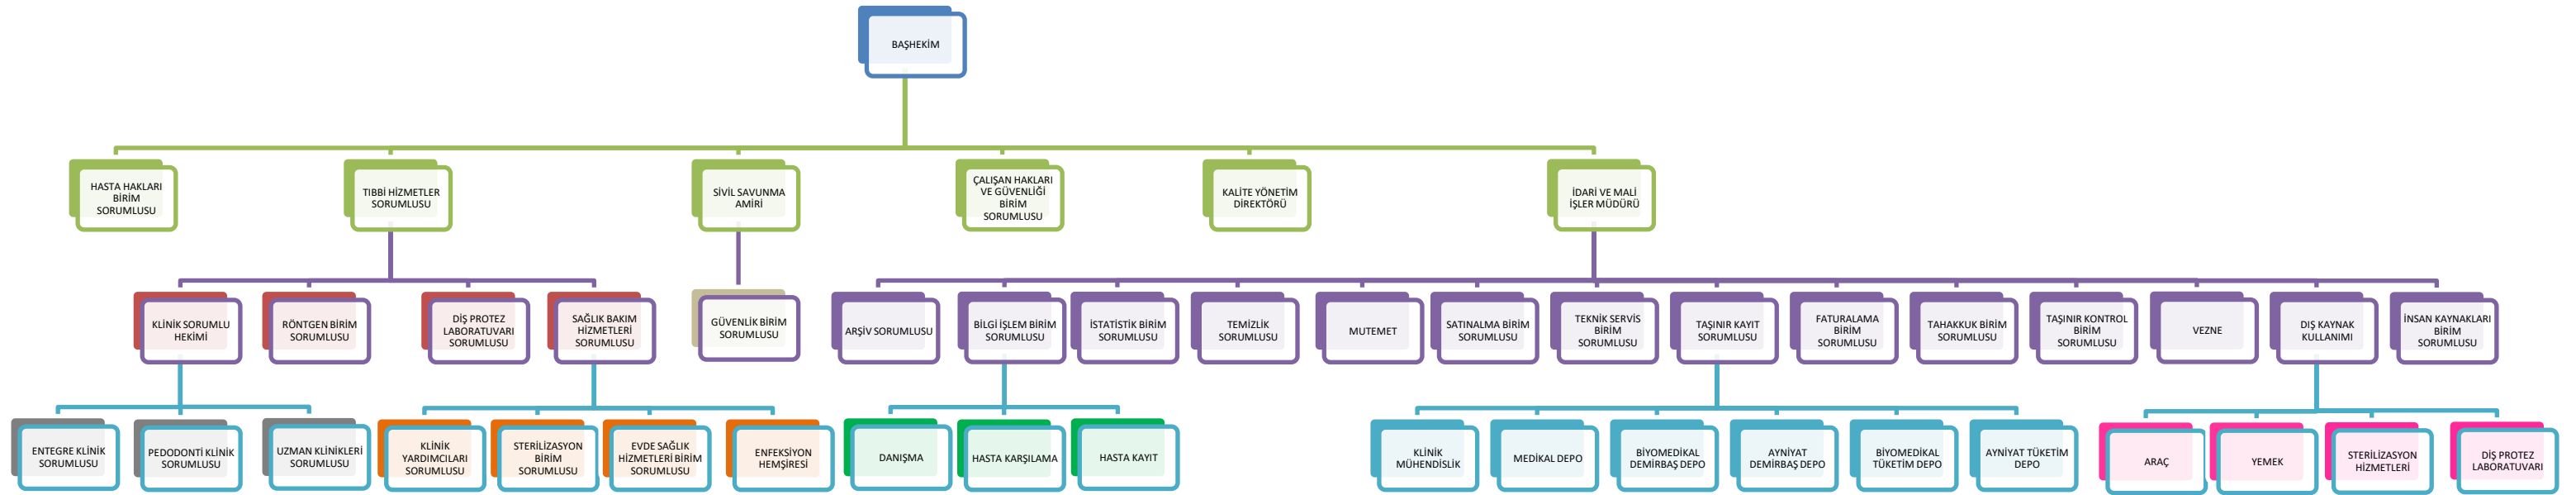 BAŞHEKİM
HASTA HAKLARI
BİRİM
SORUMLUSU
TIBBİ HİZMETLER
SORUMLUSU
SİVİL SAVUNMA
AMİRİ
ÇALIŞAN HAKLARI
VE GÜVENLİĞİ
BİRİM
SORUMLUSU
KALİTE YÖNETİM
DİREKTÖRÜ
İDARİ VE MALİ
İŞLER MÜDÜRÜ
KLİNİK SORUMLU
HEKİMİ
RÖNTGEN BİRİM
SORUMLUSU
DİŞ PROTEZ
LABORATUVARI
SORUMLUSU
SAĞLIK BAKIM
HİZMETLERİ
SORUMLUSU
GÜVENLİK BİRİM
SORUMLUSU
ARŞİV SORUMLUSU
BİLGİ İŞLEM BİRİM
SORUMLUSU
İSTATİSTİK BİRİM
SORUMLUSU
TEMİZLİK
SORUMLUSU
MUTEMET
SATINALMA BİRİM
SORUMLUSU
TEKNİK SERVİS
BİRİM
SORUMLUSU
TAŞINIR KAYIT
SORUMLUSU
FATURALAMA
BİRİM
SORUMLUSU
TAHAKKUK BİRİM
SORUMLUSU
TAŞINIR KONTROL
BİRİM
SORUMLUSU
VEZNE
DIŞ KAYNAK
KULLANIMI
İNSAN KAYNAKLARI
BİRİM
SORUMLUSU
ENTEGRE KLİNİK
SORUMLUSU
PEDODONTİ KLİNİK
SORUMLUSU
UZMAN KLİNİKLERİ
SORUMLUSU
KLİNİK
YARDIMCILARI
SORUMLUSU
STERİLİZASYON
BİRİM
SORUMLUSU
EVDE SAĞLIK
HİZMETLERİ BİRİM
SORUMLUSU
ENFEKSİYON
HEMŞİRESİ
DANIŞMA
HASTA KARŞILAMA
HASTA KAYIT
KLİNİK
MÜHENDİSLİK
MEDİKAL DEPO
BİYOMEDİKAL
DEMİRBAŞ DEPO
AYNİYAT
DEMİRBAŞ DEPO
BİYOMEDİKAL
TÜKETİM DEPO
AYNİYAT TÜKETİM
DEPO
ARAÇ
YEMEK
STERİLİZASYON
HİZMETLERİ
DİŞ PROTEZ
LABORATUVARI